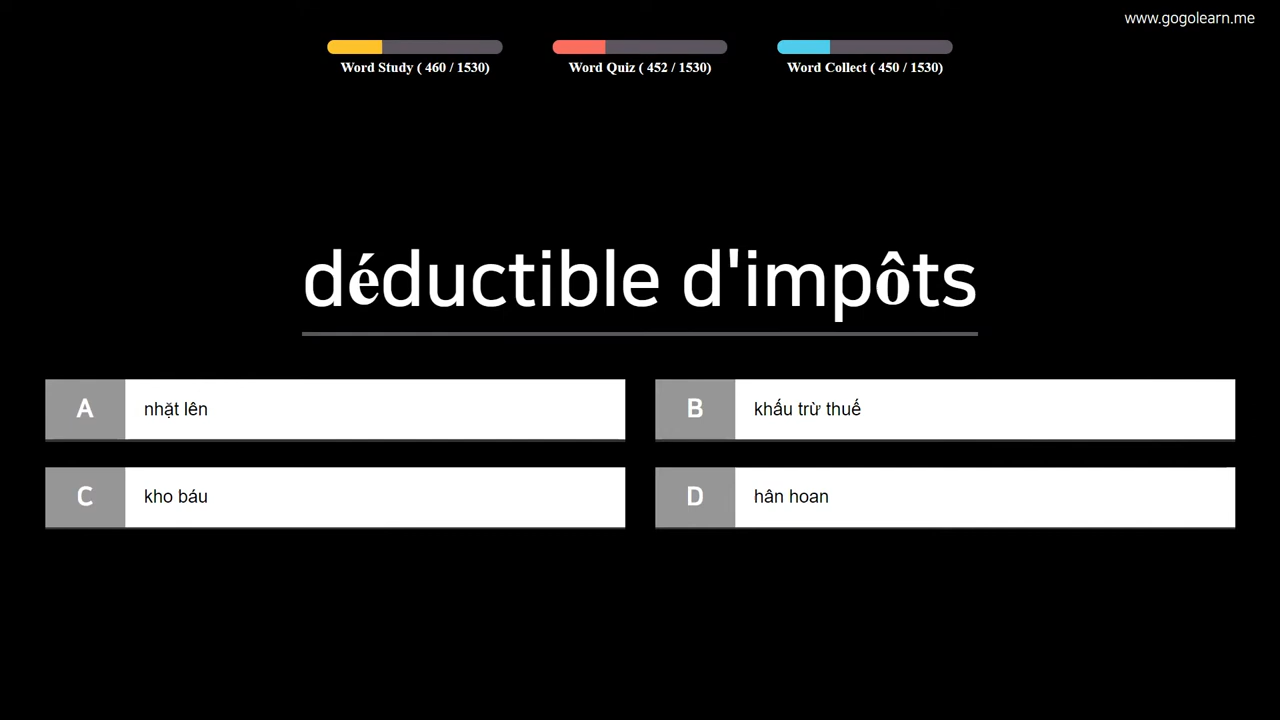 www.gogolearn.me
Word Study ( 460 / 1530)
Word Quiz ( 452 / 1530)
Word Collect ( 450 / 1530)
déductible d'impôts
A nhặt lên
B khấu trừ thuế
C kho báu
D hân hoan